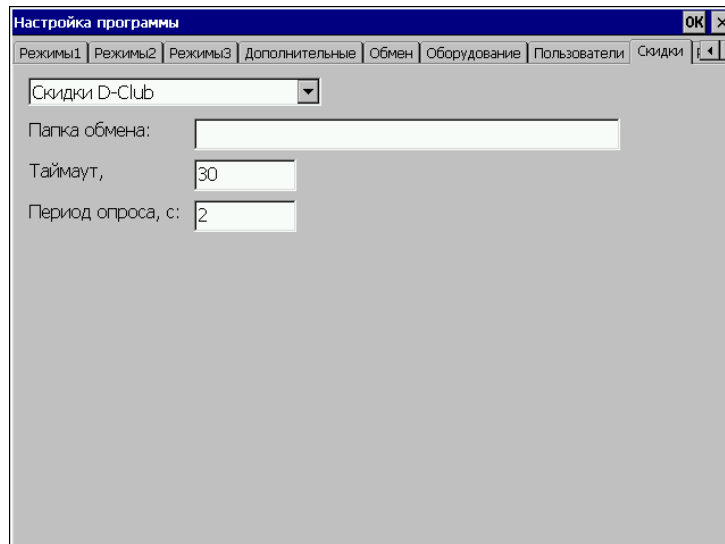 Настройка программы OK ×
Режимы1 Режимы2 Режимы3 Дополнительные Обмен Оборудование Пользователи Скидки
Скидки D-Club
Папка обмена:
Таймаут, 30
Период опроса, с: 2